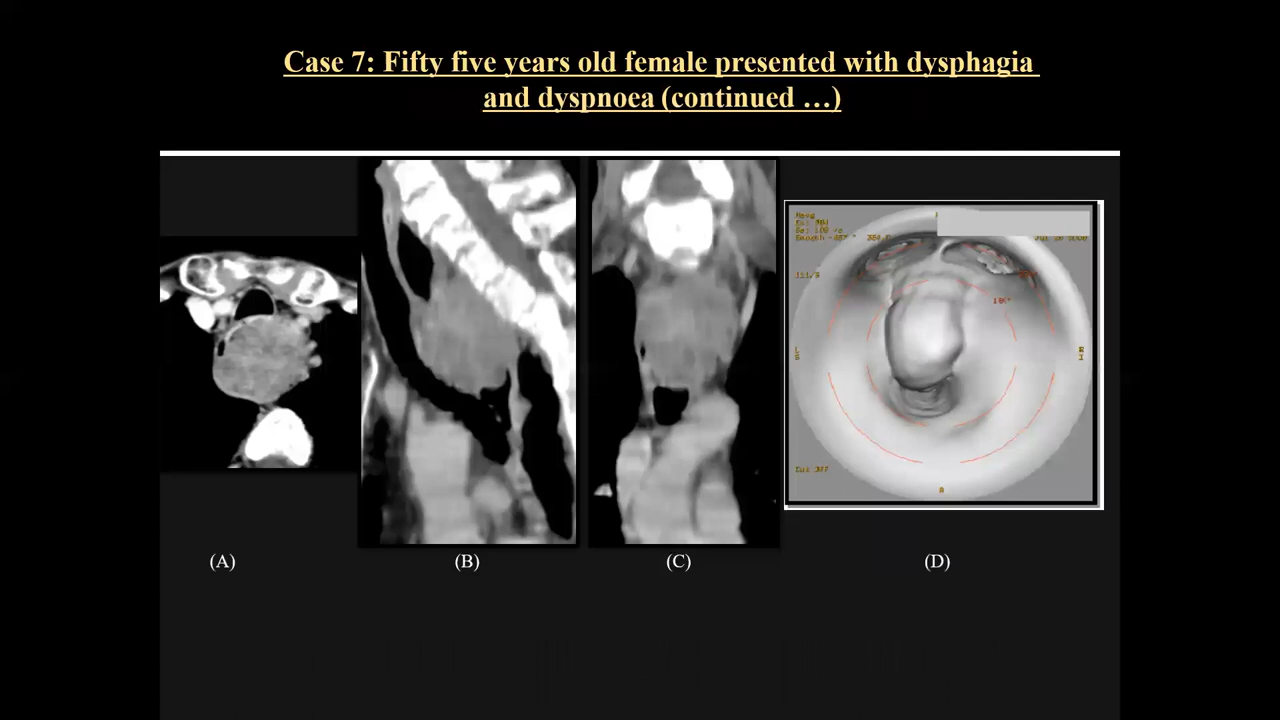 Case 7: Fifty five years old female presented with dysphagia
and dyspnoea (continued …)
(A)
(B)
(C)
(D)